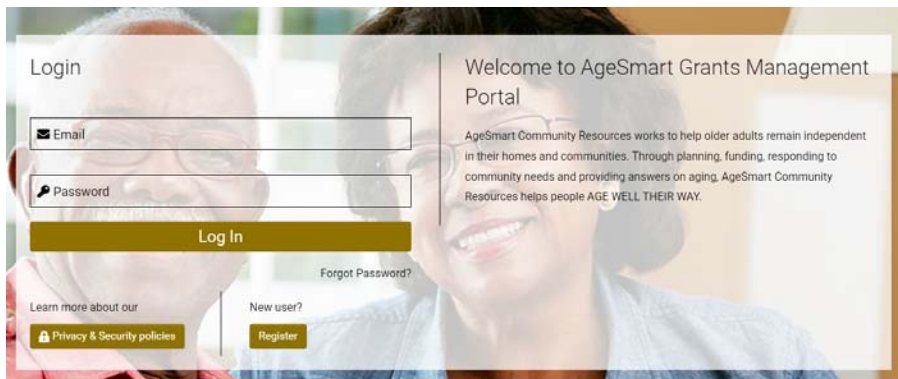 Login
Email
Password
Log In
Forgot Password?
Learn more about our
Privacy & Security policies
New user?
Register
Welcome to AgeSmart Grants Management
Portal
AgeSmart Community Resources works to help older adults remain independent
in their homes and communities. Through planning, funding, responding to
community needs and providing answers on aging, AgeSmart Community
Resources helps people AGE WELL THEIR WAY.